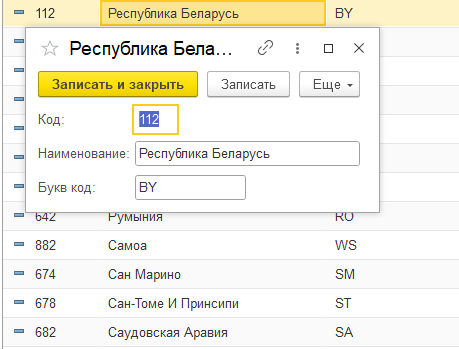 112 Республика Беларусь BY
Республика Бела...
Записать и закрыть Записать Еще
Код: 112
Наименование: Республика Беларусь
Букв код: BY
642 Румыния RO
882 Самоа WS
674 Сан Марино SM
678 Сан-Томе И Принсипи ST
682 Саудовская Аравия SA